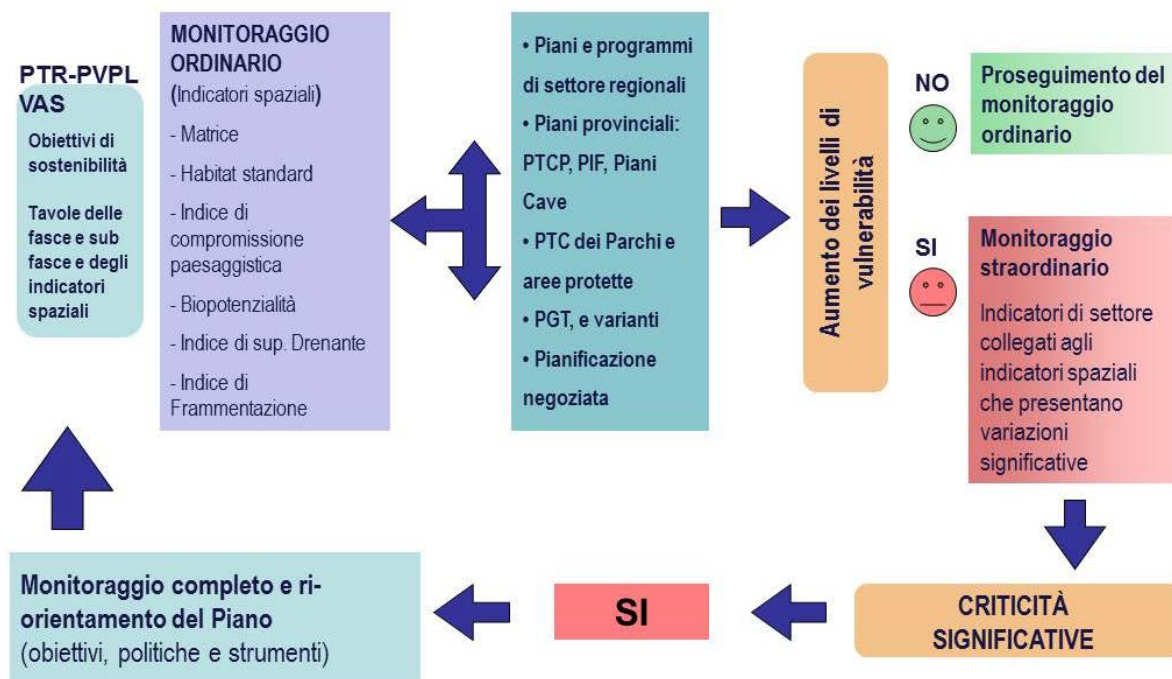 PTR-PVPL
VAS
Obiettivi di
sostenibilità
Tavole delle
fasce e sub
fasce e degli
indicatori
spaziali
MONITORAGGIO
ORDINARIO
(Indicatori spaziali)
- Matrice
- Habitat standard
- Indice di
compromissione
paesaggistica
- Biopotenzialità
- Indice di sup. Drenante
- Indice di
Frammentazione
• Piani e programmi
di settore regionali
• Piani provinciali:
PTCP, PIF, Piani
Cave
• PTC dei Parchi e
aree protette
• PGT, e varianti
• Pianificazione
negoziata
Aumento dei livelli di
vulnerabilità
NO
Proseguimento del
monitoraggio
ordinario
SI
Monitoraggio
straordinario
Indicatori di settore
collegati agli
indicatori spaziali
che presentano
variazioni
significative
CRITICITÀ
SIGNIFICATIVE
SI
Monitoraggio completo e ri-
orientamento del Piano
(obiettivi, politiche e strumenti)